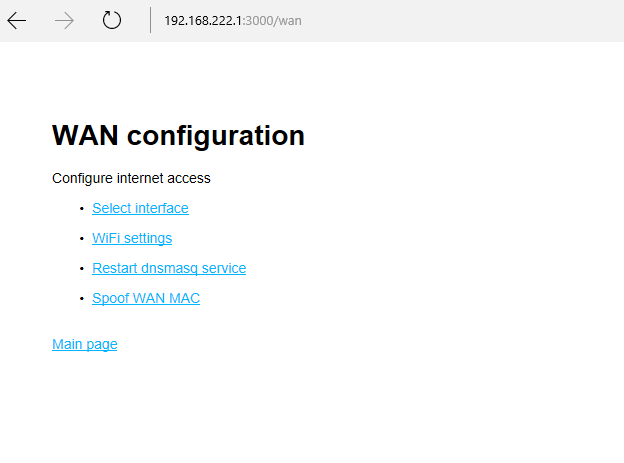 192.168.222.1:3000/wan
WAN configuration
Configure internet access
• Select interface
• WiFi settings
• Restart dnsmasq service
• Spoof WAN MAC
Main page